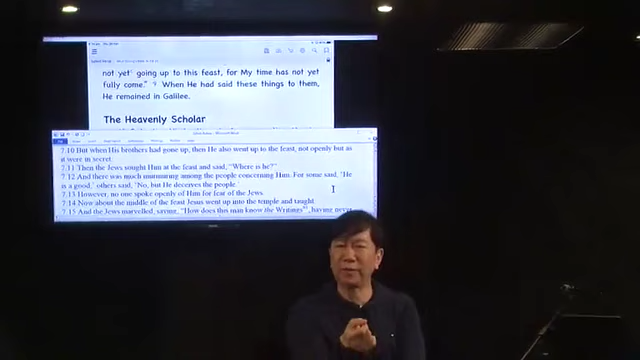 not yet going up to this feast, for My time has not yet
fully come." 9 When he had said these things to them,
He remained in Galilee.
The Heavenly Scholar
7.10 But when His brothers had gone up, then He also went up to the feast, not openly but as
it were in secret.
7.11 Then the Jews sought Him at the feast and said, "Where is he?"
7.12 And there was much murmuring among the people concerning Him. For some said, 'He
is a good,' others said, 'No, but He deceives the people.
7.13 However, no one spoke openly of Him for fear of the Jews.
7.14 Now about the middle of the feast Jesus went up into the temple and taught.
7.15 And the Jews marvelled, saying, "How does this man know the Writings", having never